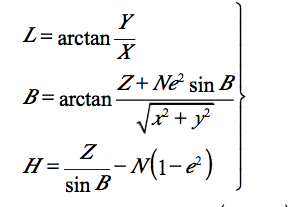 L = arctan Y/X
B = arctan (Z + Ne² sin B)/√(x² + y²)
H = Z/sin B − N(1 − e²)